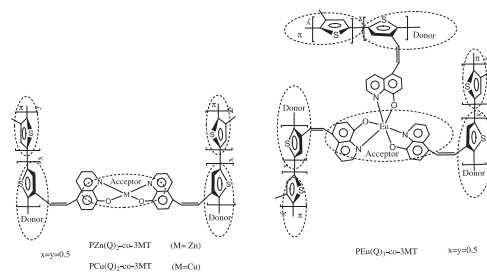 Donor
Donor
Donor
Donor
Acceptor
Eu
Acceptor
M
Donor
Donor
x=y=0.5
PZn(Q)₂-co-3MT (M= Zn)
PCu(Q)₂-co-3MT (M=Cu)
PEu(Q)₃-co-3MT x=y=0.5